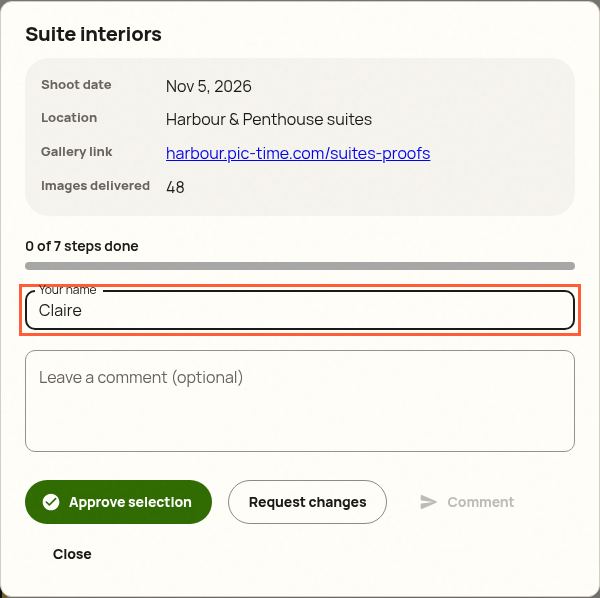 Suite interiors
Shoot date Nov 5, 2026
Location Harbour & Penthouse suites
Gallery link harbour.pic-time.com/suites-proofs
Images delivered 48
0 of 7 steps done
Your name
Claire
Leave a comment (optional)
Approve selection Request changes Comment
Close